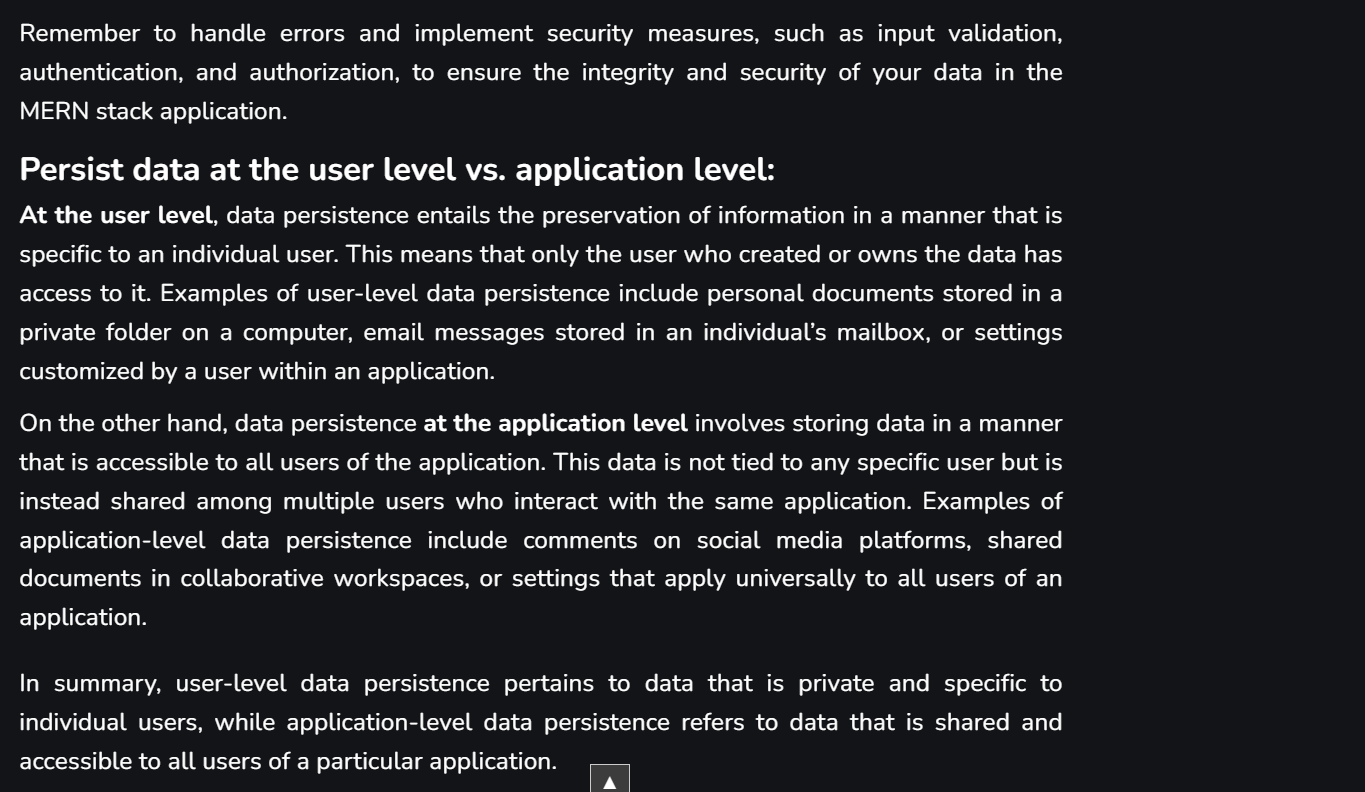 Remember to handle errors and implement security measures, such as input validation,
authentication, and authorization, to ensure the integrity and security of your data in the
MERN stack application.
Persist data at the user level vs. application level:
At the user level, data persistence entails the preservation of information in a manner that is
specific to an individual user. This means that only the user who created or owns the data has
access to it. Examples of user-level data persistence include personal documents stored in a
private folder on a computer, email messages stored in an individual’s mailbox, or settings
customized by a user within an application.
On the other hand, data persistence at the application level involves storing data in a manner
that is accessible to all users of the application. This data is not tied to any specific user but is
instead shared among multiple users who interact with the same application. Examples of
application-level data persistence include comments on social media platforms, shared
documents in collaborative workspaces, or settings that apply universally to all users of an
application.
In summary, user-level data persistence pertains to data that is private and specific to
individual users, while application-level data persistence refers to data that is shared and
accessible to all users of a particular application.